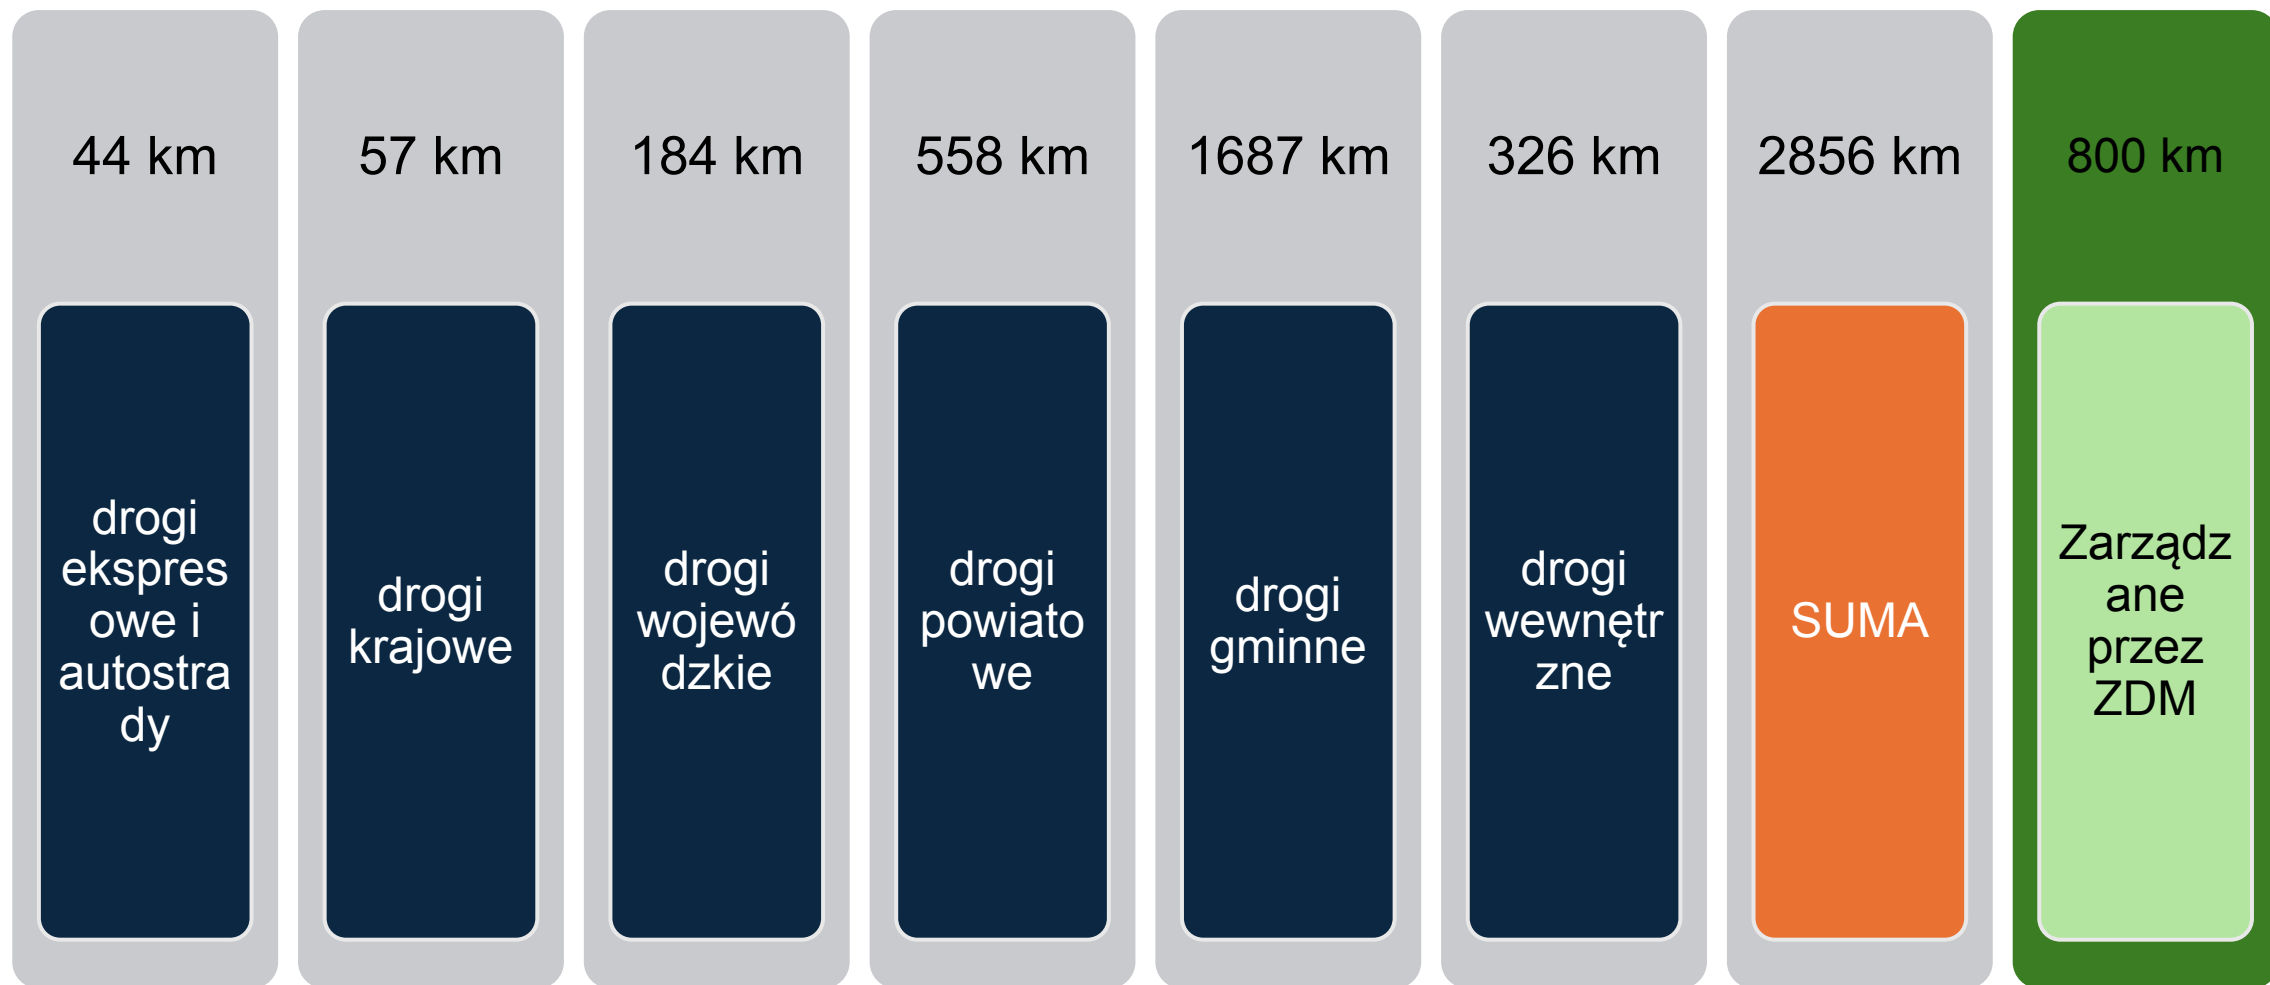 44 km
57 km
184 km
558 km
1687 km
326 km
2856 km
800 km
drogi
ekspres
owe i
autostra
dy
drogi
krajowe
drogi
wojewó
dzkie
drogi
powiato
we
drogi
gminne
drogi
wewnętr
zne
SUMA
Zarządz
ane
przez
ZDM